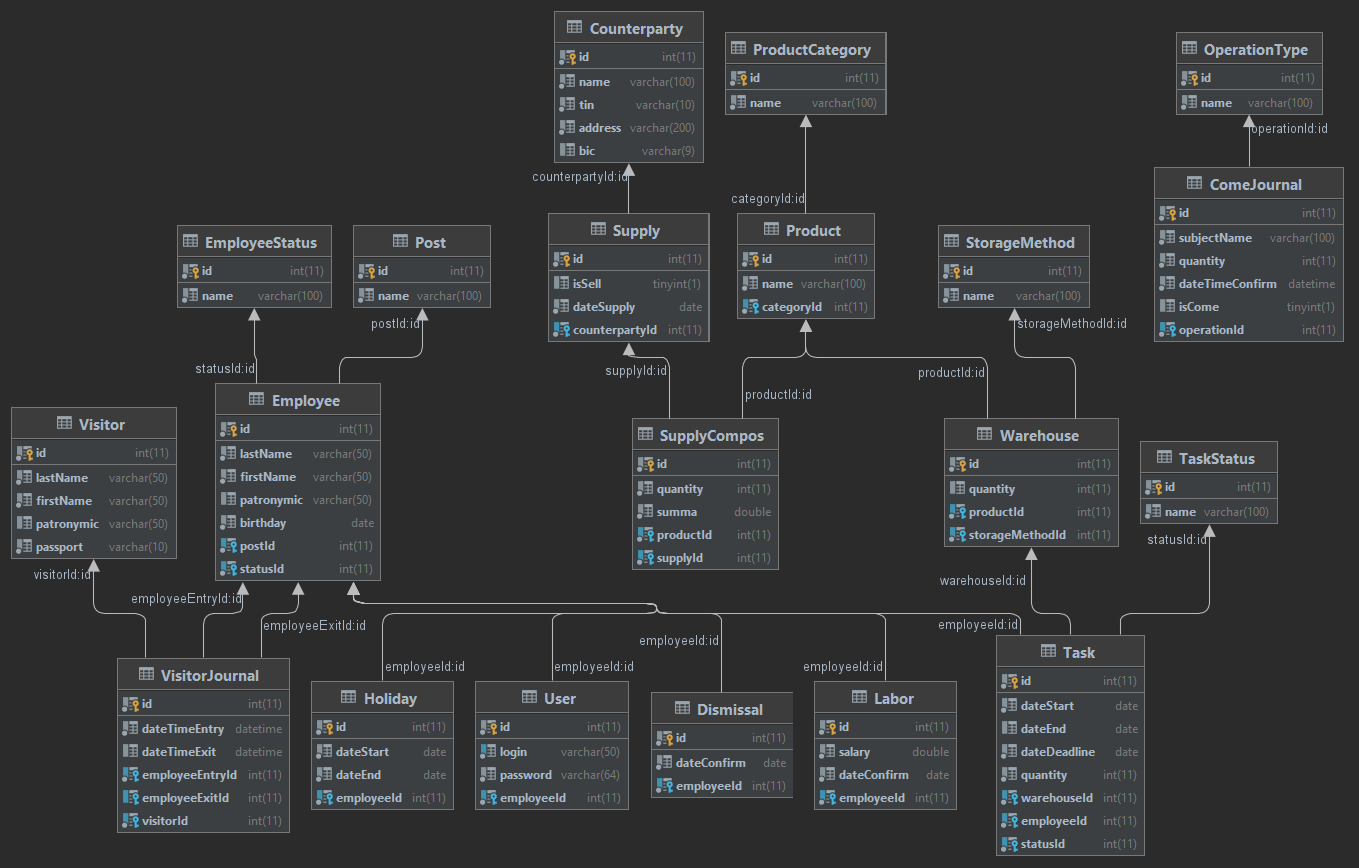 Counterparty
id int(11)
name varchar(100)
tin varchar(10)
address varchar(200)
bic varchar(9)
counterpartyId:id
ProductCategory
id int(11)
name varchar(100)
categoryId:id
OperationType
id int(11)
name varchar(100)
operationId:id
ComeJournal
id int(11)
subjectName varchar(100)
quantity int(11)
dateTimeConfirm datetime
isCome tinyint(1)
operationId int(11)
EmployeeStatus
id int(11)
name varchar(100)
statusId:id
Post
id int(11)
name varchar(100)
postId:id
Supply
id int(11)
isSell tinyint(1)
dateSupply date
counterpartyId int(11)
supplyId:id
Product
id int(11)
name varchar(100)
categoryId int(11)
productId:id
productId:id
StorageMethod
id int(11)
name varchar(100)
storageMethodId:id
Visitor
id int(11)
lastName varchar(50)
firstName varchar(50)
patronymic varchar(50)
passport varchar(10)
visitorId:id
Employee
id int(11)
lastName varchar(50)
firstName varchar(50)
patronymic varchar(50)
birthday date
postId int(11)
statusId int(11)
employeeEntryId:id
employeeExitId:id
SupplyCompos
id int(11)
quantity int(11)
summa double
productId int(11)
supplyId int(11)
Warehouse
id int(11)
quantity int(11)
productId int(11)
storageMethodId int(11)
warehouseId:id
TaskStatus
id int(11)
name varchar(100)
statusId:id
VisitorJournal
id int(11)
dateTimeEntry datetime
dateTimeExit datetime
employeeEntryId int(11)
employeeExitId int(11)
visitorId int(11)
employeeId:id
Holiday
id int(11)
dateStart date
dateEnd date
employeeId int(11)
employeeId:id
User
id int(11)
login varchar(50)
password varchar(64)
employeeId int(11)
employeeId:id
Dismissal
id int(11)
dateConfirm date
employeeId int(11)
employeeId:id
Labor
id int(11)
salary double
dateConfirm date
employeeId int(11)
employeeId:id
Task
id int(11)
dateStart date
dateEnd date
dateDeadline date
quantity int(11)
warehouseId int(11)
employeeId int(11)
statusId int(11)